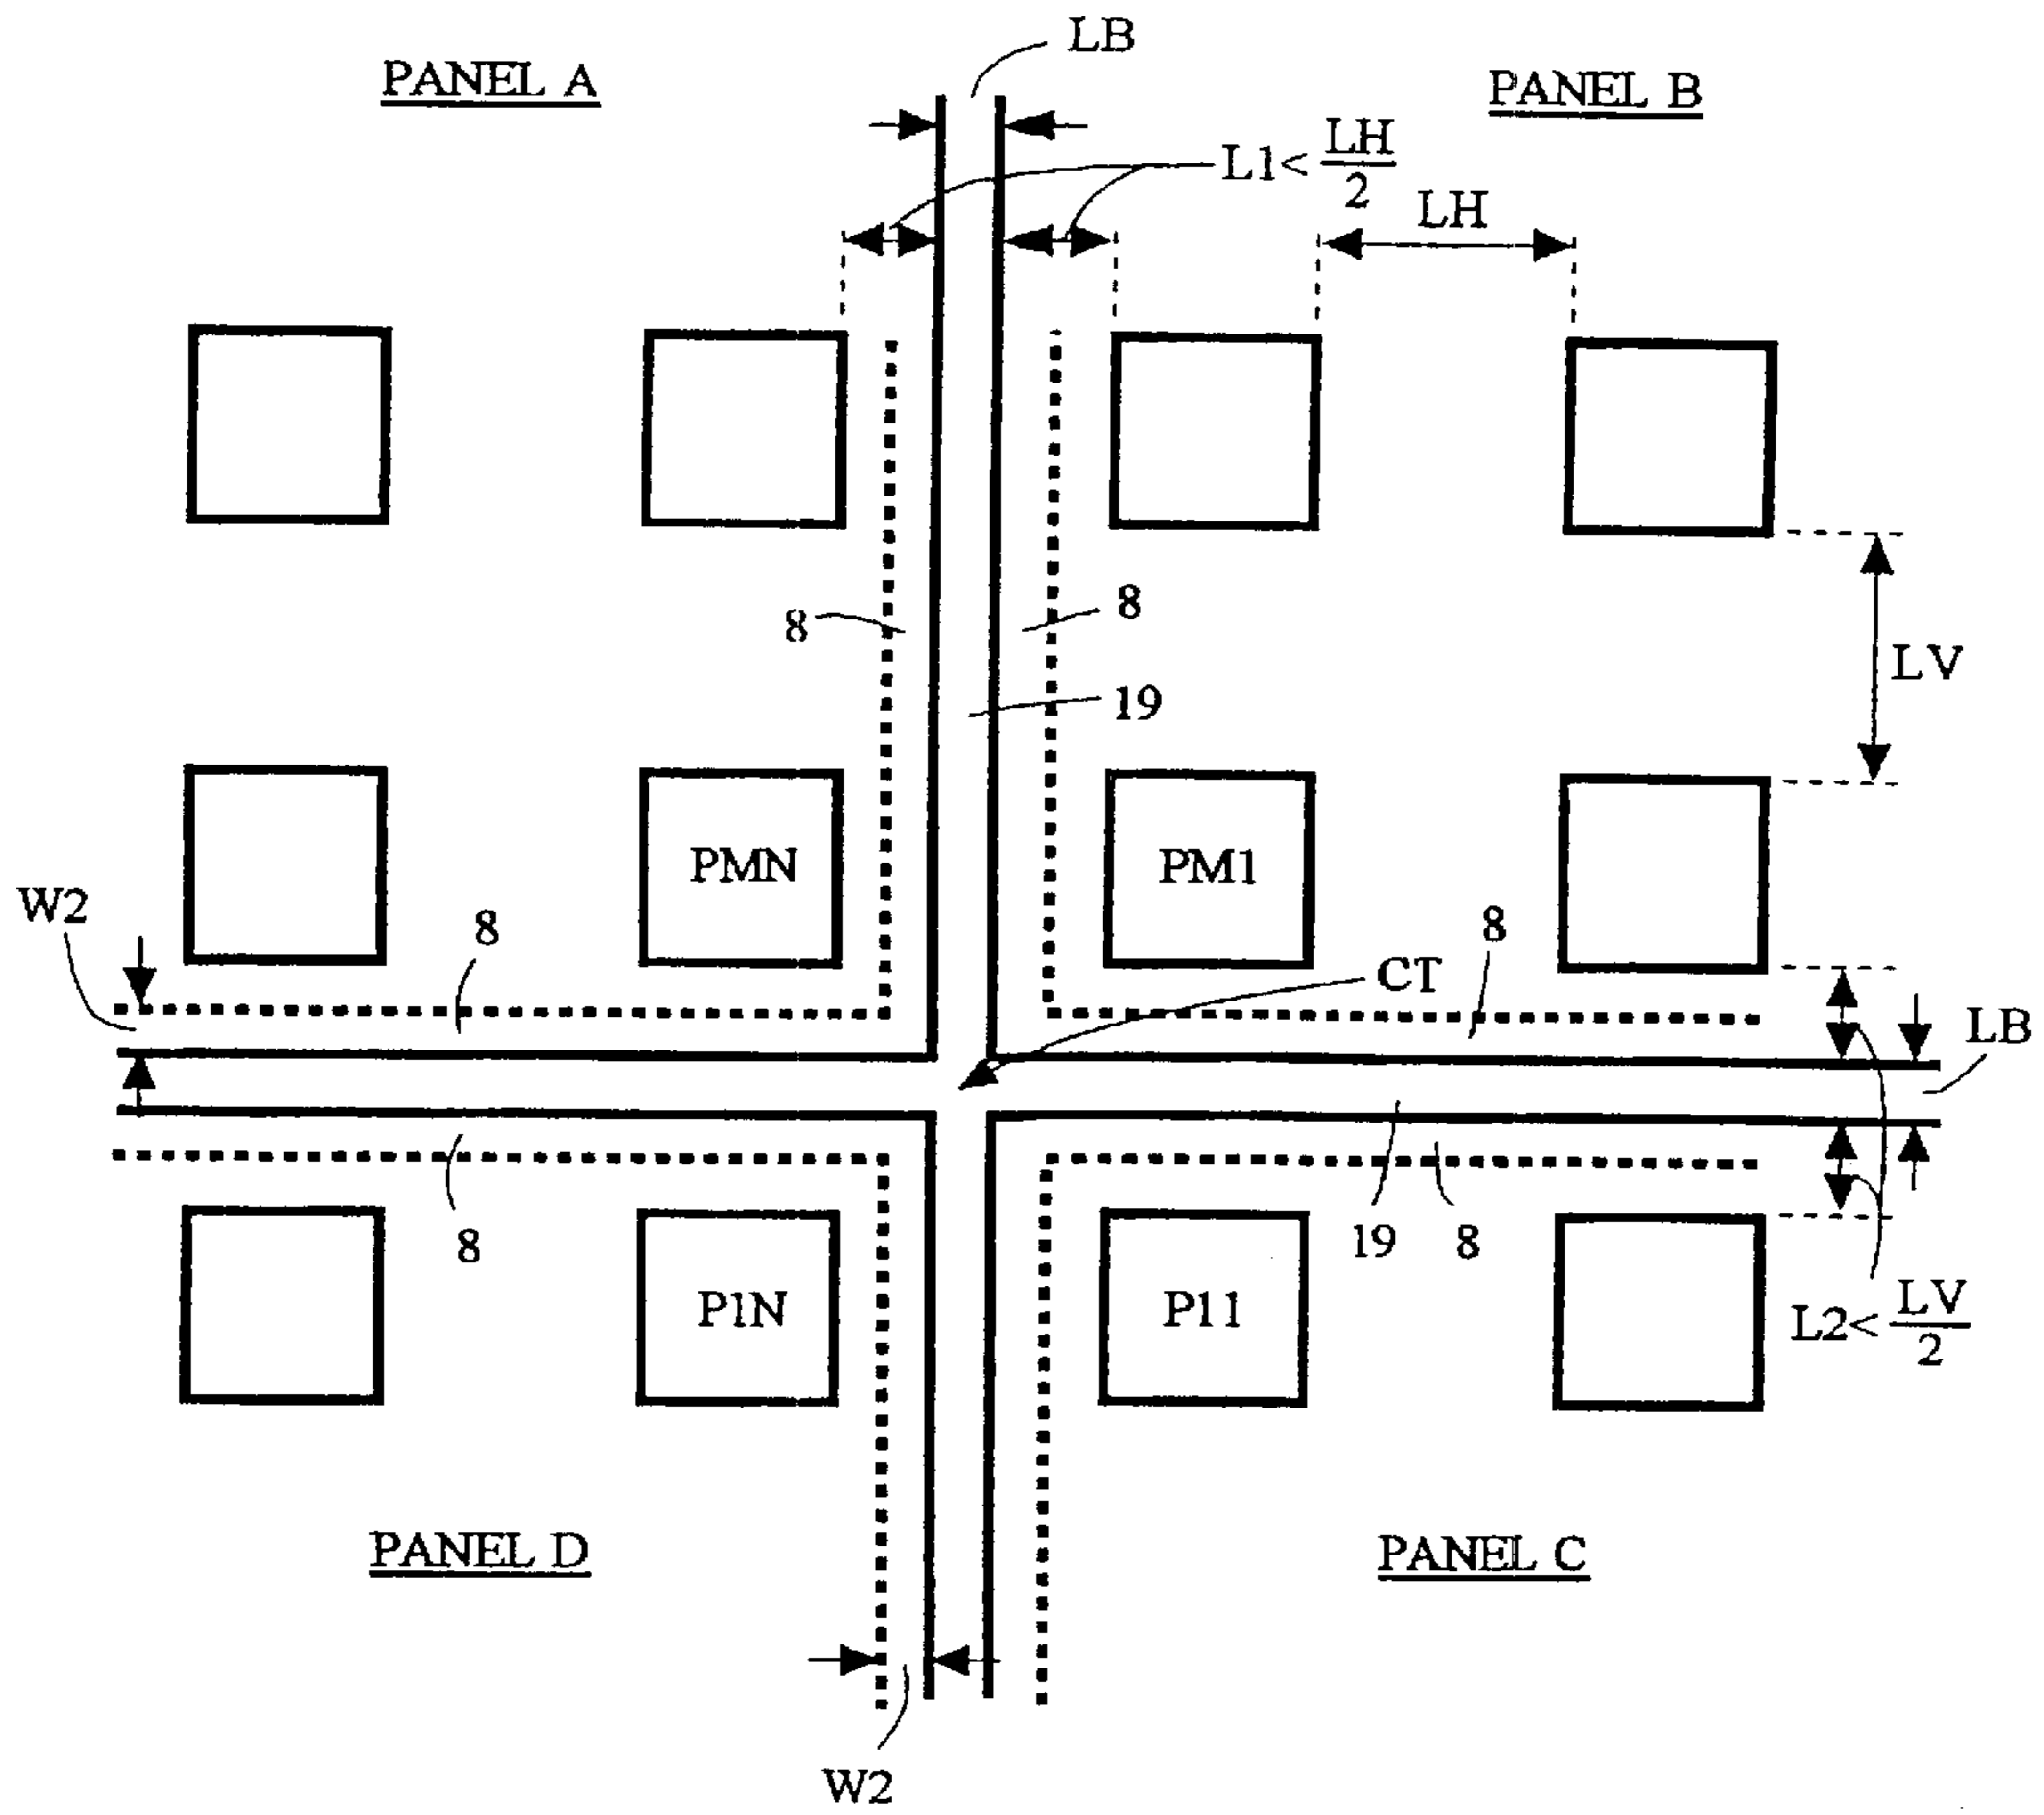 LB
PANEL A
PANEL B
L1< LH/2
LH
8
8
LV
19
PMN
PM1
W2
8
8
CT
LB
8
19
8
P1N
P11
L2< LV/2
PANEL D
PANEL C
W2